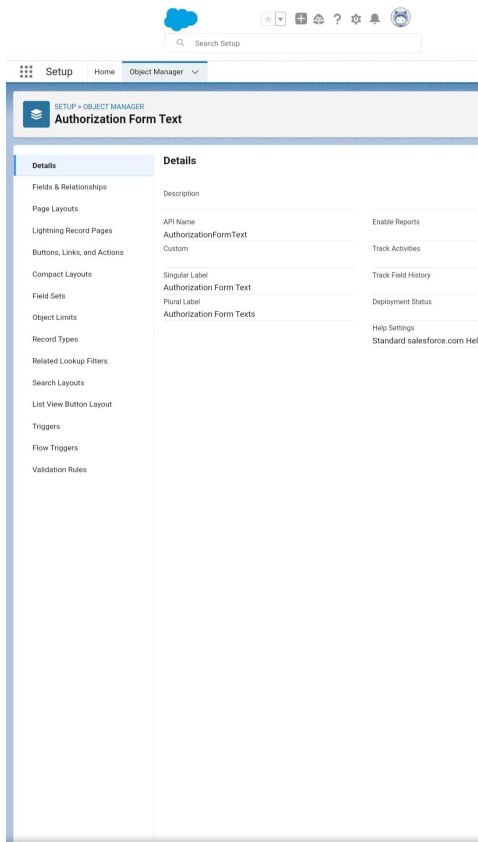 Search Setup
Setup
Home
Object Manager
SETUP > OBJECT MANAGER
Authorization Form Text
Details
Fields & Relationships
Page Layouts
Lightning Record Pages
Buttons, Links, and Actions
Compact Layouts
Field Sets
Object Limits
Record Types
Related Lookup Filters
Search Layouts
List View Button Layout
Triggers
Flow Triggers
Validation Rules
Details
Description
API Name
AuthorizationFormText
Custom
Singular Label
Authorization Form Text
Plural Label
Authorization Form Texts
Enable Reports
Track Activities
Track Field History
Deployment Status
Help Settings
Standard salesforce.com Hel